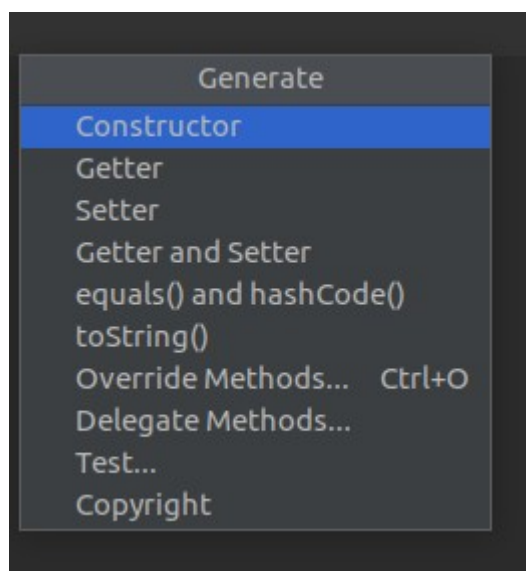 Generate
Constructor
Getter
Setter
Getter and Setter
equals() and hashCode()
toString()
Override Methods... Ctrl+O
Delegate Methods...
Test...
Copyright